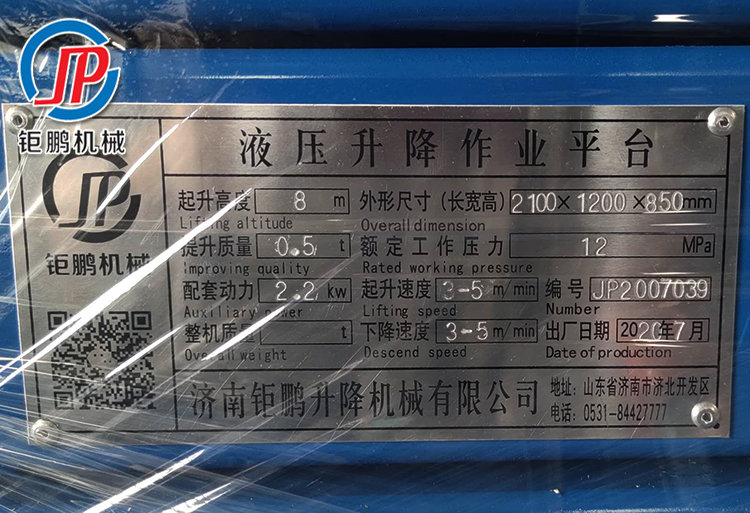 JP
钜鹏机械
JP
钜鹏机械
液压升降作业平台
起升高度 8 m 外形尺寸（长宽高） 2100×1200×850mm
Lifting altitude Overall dimension
提升质量 0.5 t 额定工作压力 12 MPa
Improving quality Rated working pressure
配套动力 2.2 kw 起升速度 3-5 m/min 编号 JP2007039
Auxiliary power Lifting speed Number
整机质量 t 下降速度 3-5 m/min 出厂日期 2020年7月
Overall weight Descend speed Date of production
济南钜鹏升降机械有限公司
地址: 山东省济南市济北开发区
电话: 0531-84427777